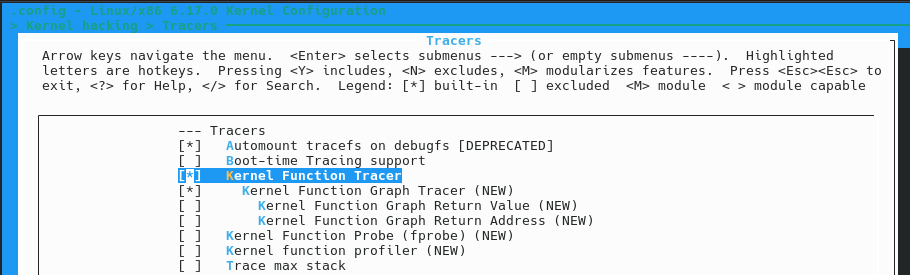 .config - Linux/x86 6.17.0 Kernel Configuration
> Kernel hacking > Tracers
Tracers
Arrow keys navigate the menu.  <Enter> selects submenus ---> (or empty submenus ----).  Highlighted
letters are hotkeys.  Pressing <Y> includes, <N> excludes, <M> modularizes features.  Press <Esc><Esc> to
exit, <?> for Help, </> for Search.  Legend: [*] built-in  [ ] excluded  <M> module  < > module capable
--- Tracers
[*]   Automount tracefs on debugfs [DEPRECATED]
[ ]   Boot-time Tracing support
[*]   Kernel Function Tracer
[*]     Kernel Function Graph Tracer (NEW)
[ ]       Kernel Function Graph Return Value (NEW)
[ ]       Kernel Function Graph Return Address (NEW)
[ ]   Kernel Function Probe (fprobe) (NEW)
[ ]   Kernel function profiler (NEW)
[ ]   Trace max stack